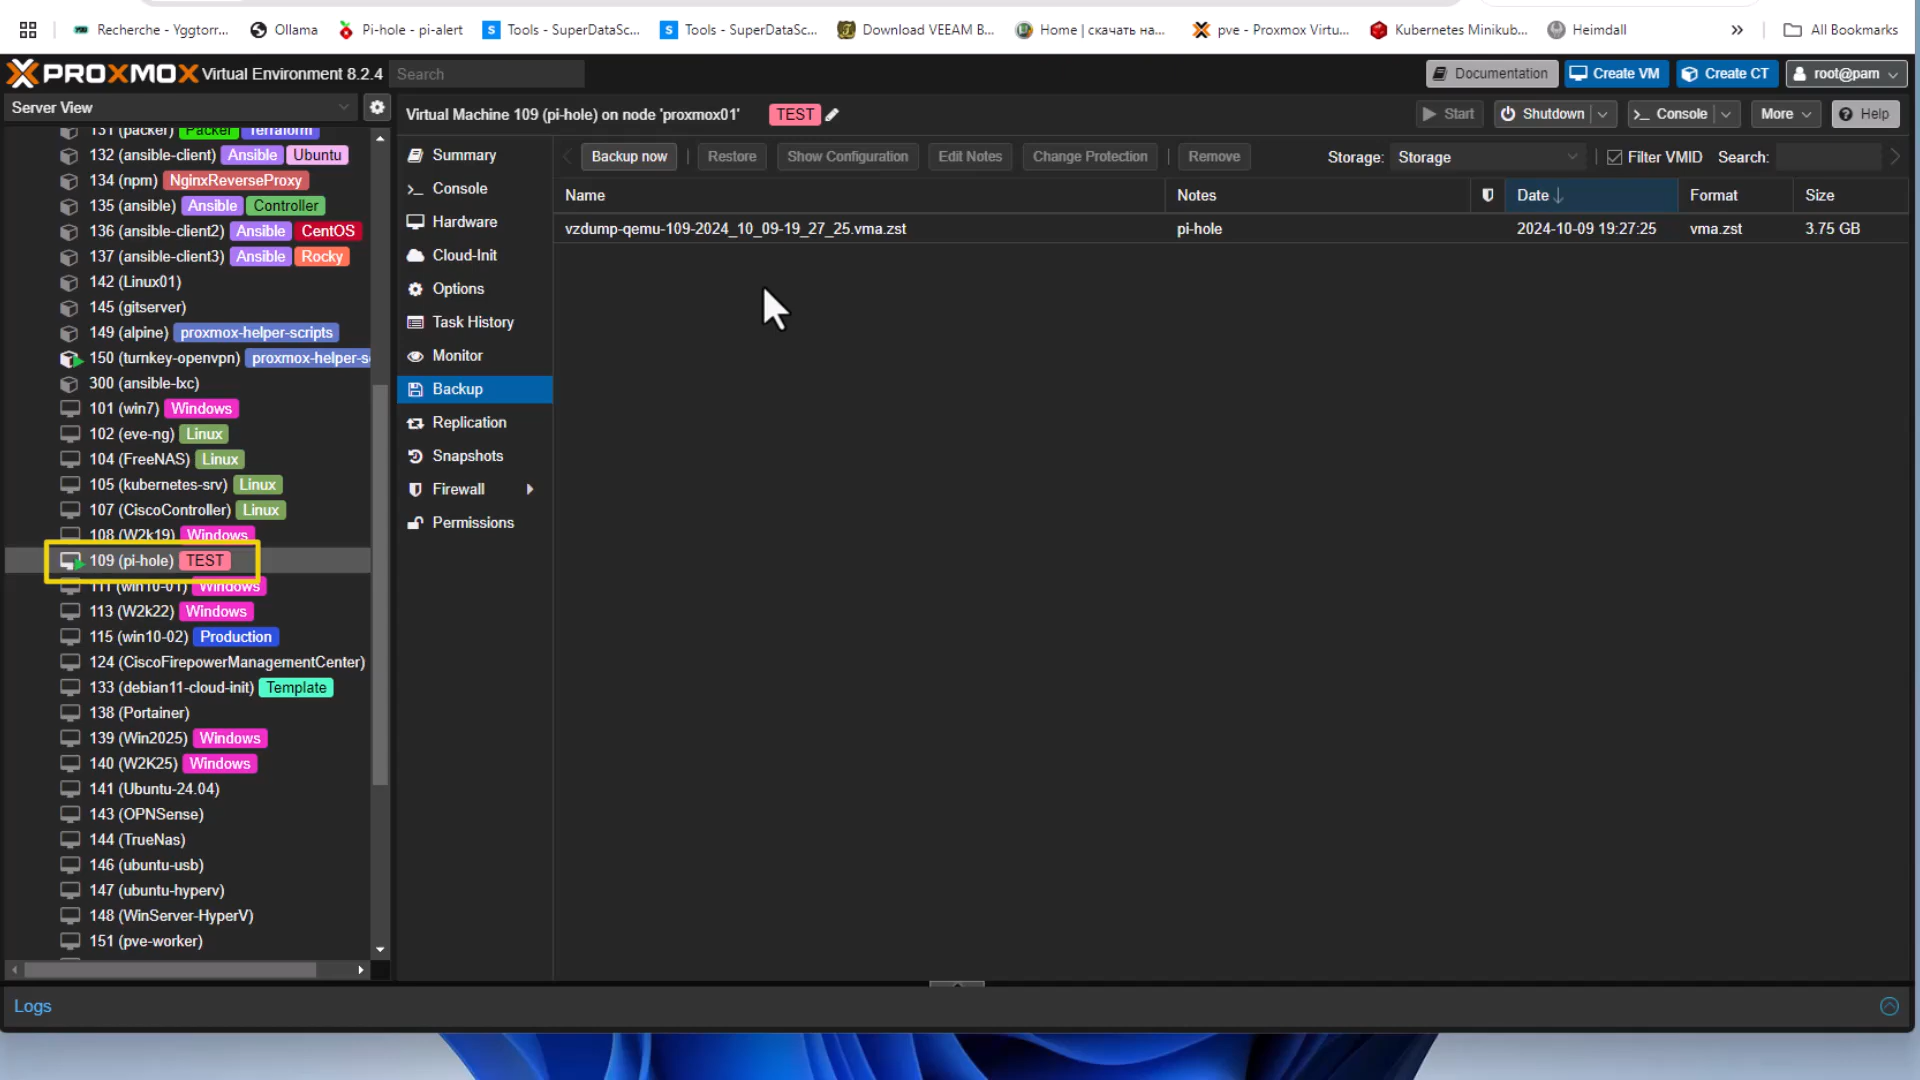 Recherche - Yggtorr...
Ollama
Pi-hole - pi-alert
Tools - SuperDataSc...
Tools - SuperDataSc...
Download VEEAM B...
Home | скачать на...
pve - Proxmox Virtu...
Kubernetes Minikub...
Heimdall
All Bookmarks
PROXMOX Virtual Environment 8.2.4
Search
Documentation
Create VM
Create CT
root@pam
Server View
Virtual Machine 109 (pi-hole) on node 'proxmox01'
TEST
Start
Shutdown
Console
More
Help
131 (packer) Packer Terraform
132 (ansible-client) Ansible Ubuntu
134 (npm) NginxReverseProxy
135 (ansible) Ansible Controller
136 (ansible-client2) Ansible CentOS
137 (ansible-client3) Ansible Rocky
142 (Linux01)
145 (gitserver)
149 (alpine) proxmox-helper-scripts
150 (turnkey-openvpn) proxmox-helper-s
300 (ansible-lxc)
101 (win7) Windows
102 (eve-ng) Linux
104 (FreeNAS) Linux
105 (kubernetes-srv) Linux
107 (CiscoController) Linux
108 (W2k19) Windows
109 (pi-hole) TEST
111 (win10-01) Windows
113 (W2k22) Windows
115 (win10-02) Production
124 (CiscoFirepowerManagementCenter)
133 (debian11-cloud-init) Template
138 (Portainer)
139 (Win2025) Windows
140 (W2K25) Windows
141 (Ubuntu-24.04)
143 (OPNSense)
144 (TrueNas)
146 (ubuntu-usb)
147 (ubuntu-hyperv)
148 (WinServer-HyperV)
151 (pve-worker)
Summary
Console
Hardware
Cloud-Init
Options
Task History
Monitor
Backup
Replication
Snapshots
Firewall
Permissions
Backup now
Restore
Show Configuration
Edit Notes
Change Protection
Remove
Storage: Storage
Filter VMID
Search:
Name Notes Date Format Size
vzdump-qemu-109-2024_10_09-19_27_25.vma.zst pi-hole 2024-10-09 19:27:25 vma.zst 3.75 GB
Logs